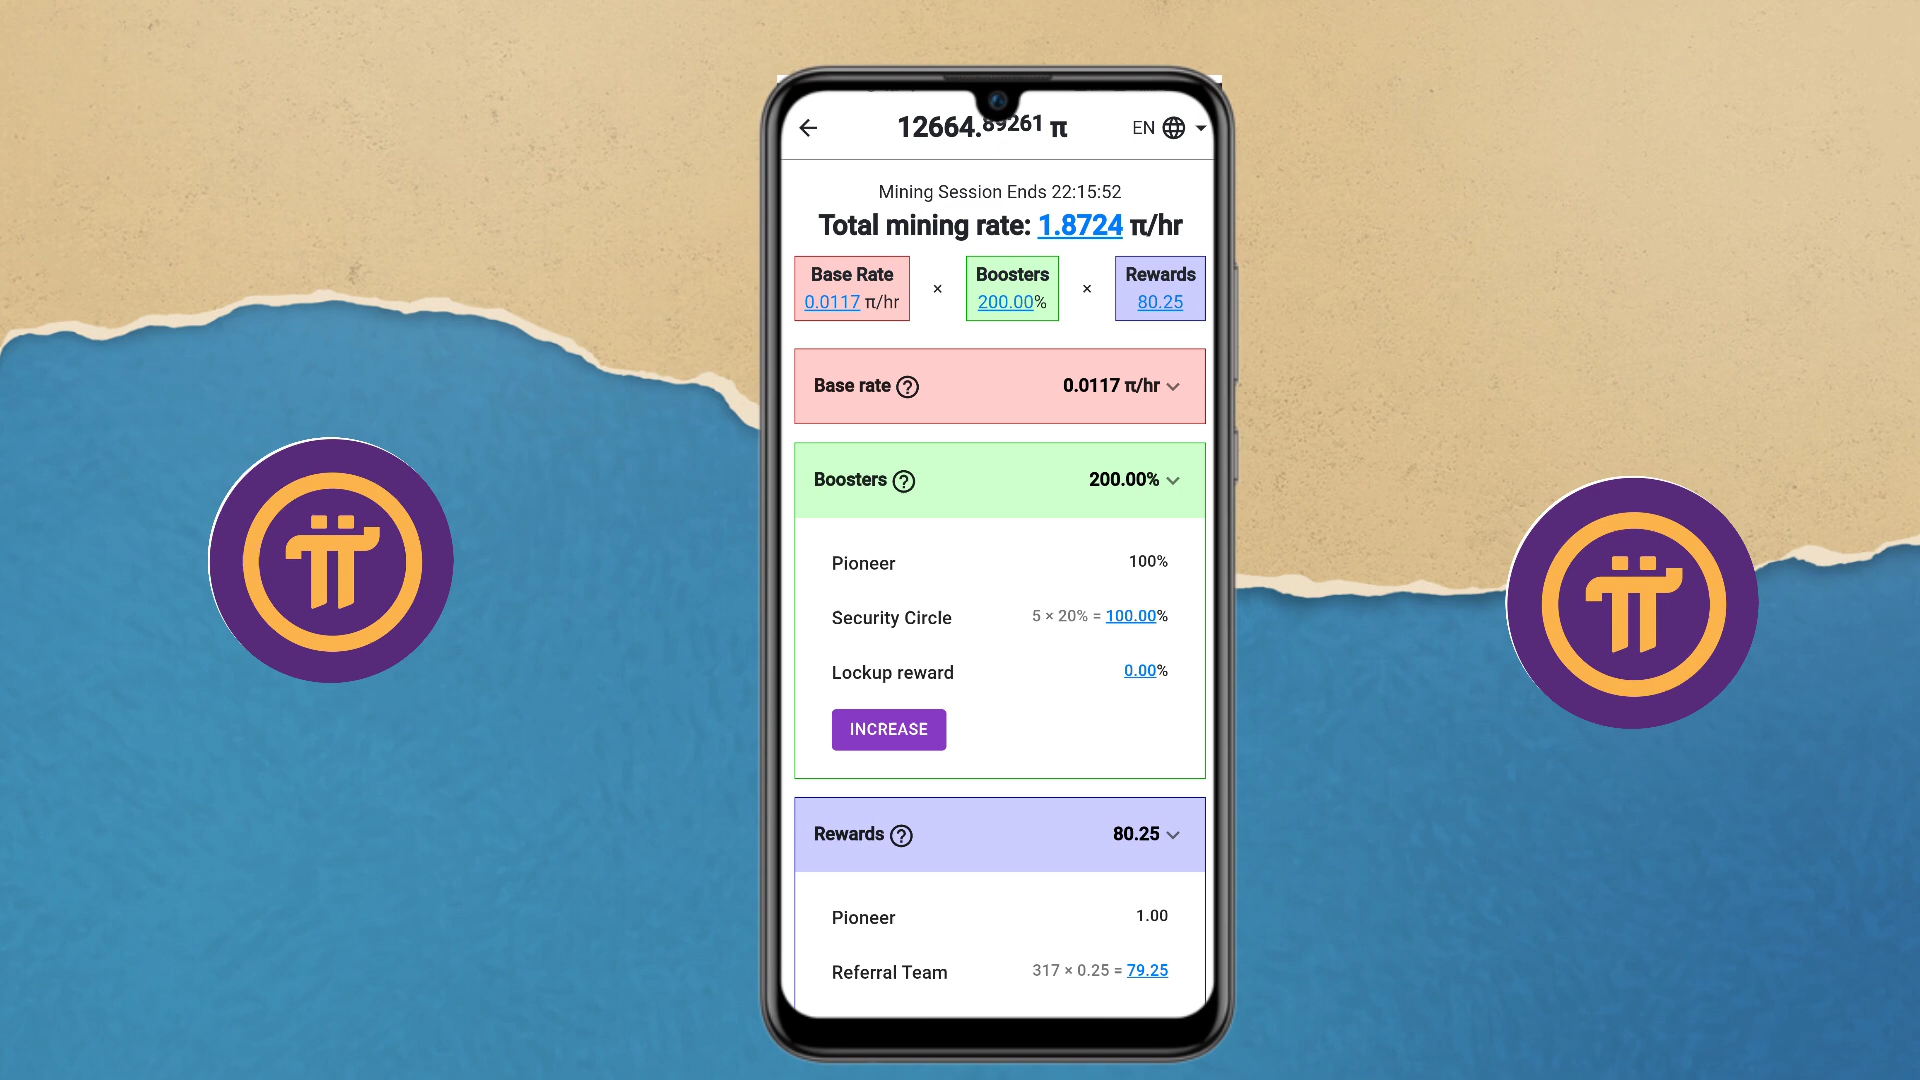 12664.89261 π
EN
Mining Session Ends 22:15:52
Total mining rate: 1.8724 π/hr
Base Rate × Boosters × Rewards
0.0117 π/hr 200.00% 80.25
Base rate ? 0.0117 π/hr
Boosters ? 200.00%
Pioneer 100%
Security Circle 5 × 20% = 100.00%
Lockup reward 0.00%
INCREASE
Rewards ? 80.25
Pioneer 1.00
Referral Team 317 × 0.25 = 79.25